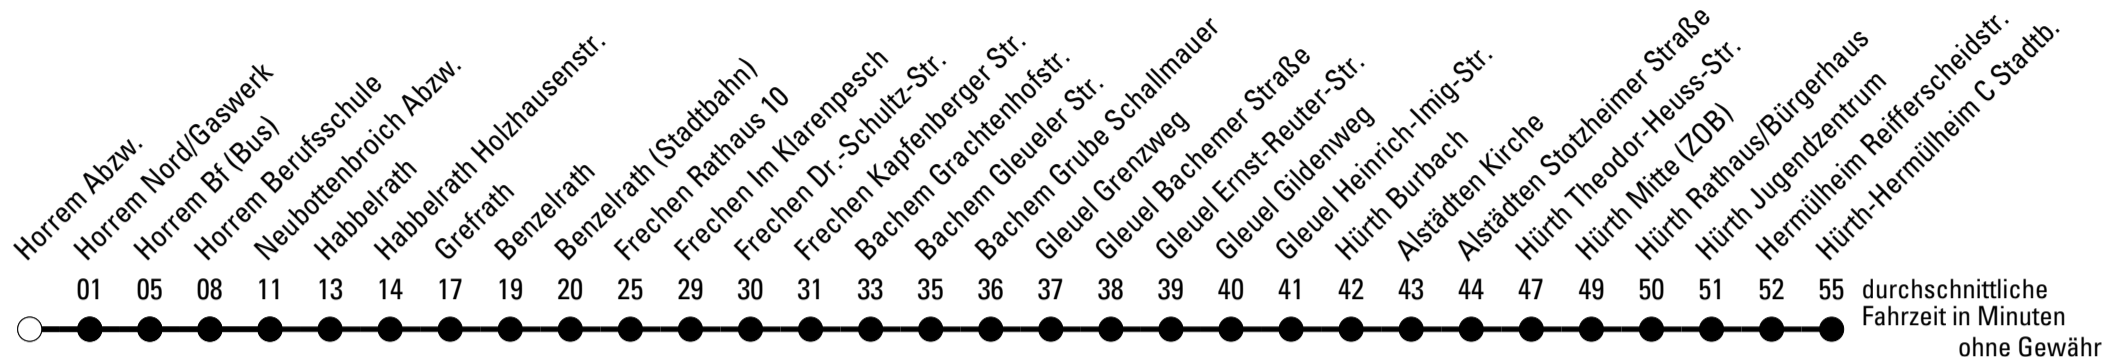 Horrem Abzw.
Horrem Nord/Gaswerk
Horrem Bf (Bus)
Horrem Berufsschule
Neubottenbroich Abzw.
Habbelrath
Habbelrath Holzhausenstr.
Grefrath
Benzelrath
Benzelrath (Stadtbahn)
Frechen Rathaus 10
Frechen Im Klarenpesch
Frechen Dr.-Schultz-Str.
Frechen Kapfenberger Str.
Bachem Grachtenhofstr.
Bachem Gleueler Str.
Bachem Grube Schallmauer
Gleuel Grenzweg
Gleuel Bachemer Straße
Gleuel Ernst-Reuter-Str.
Gleuel Gildenweg
Gleuel Heinrich-Imig-Str.
Hürth Burbach
Alstädten Kirche
Alstädten Stotzheimer Straße
Hürth Theodor-Heuss-Str.
Hürth Mitte (ZOB)
Hürth Rathaus/Bürgerhaus
Hürth Jugendzentrum
Hermülheim Reifferscheidstr.
Hürth-Hermülheim C Stadtb.
01 05 08 11 13 14 17 19 20 25 29 30 31 33 35 36 37 38 39 40 41 42 43 44 47 49 50 51 52 55
durchschnittliche
Fahrzeit in Minuten
ohne Gewähr